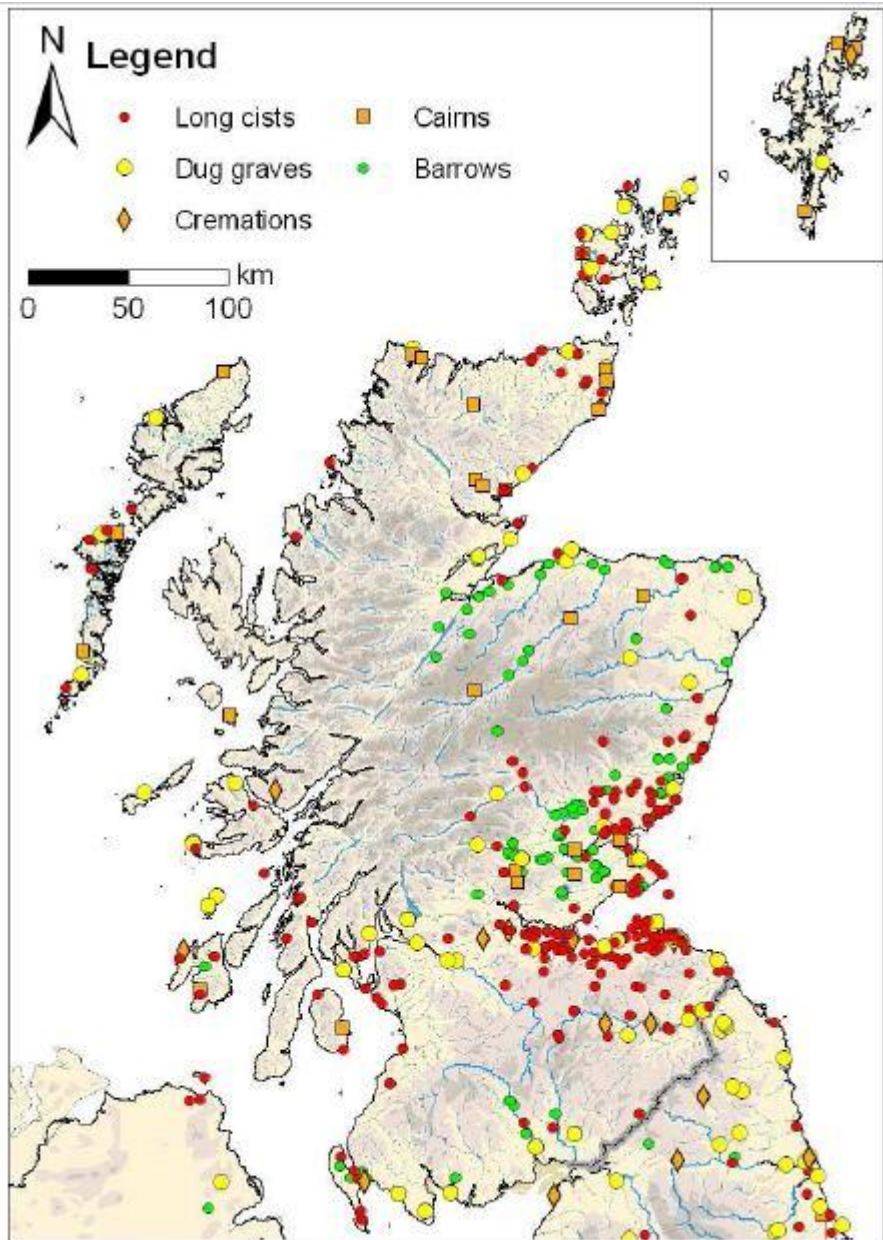 N
Legend
Long cists
Cairns
Dug graves
Barrows
Cremations
km
0 50 100